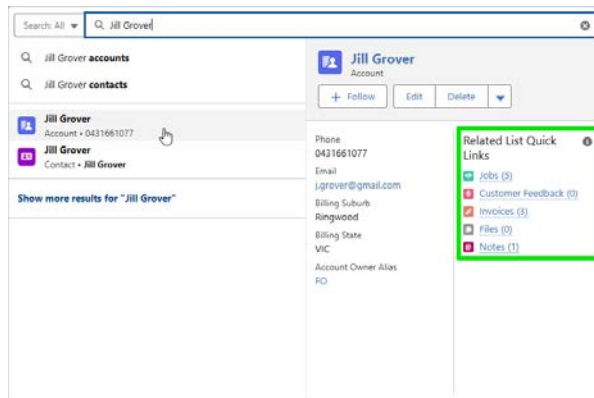 Search: All
Jill Grover
Jill Grover accounts
Jill Grover contacts
Jill Grover
Account • 0431661077
Jill Grover
Contact • Jill Grover
Show more results for "Jill Grover"
Jill Grover
Account
+ Follow
Edit
Delete
Phone
0431661077
Email
j.grover@gmail.com
Billing Suburb
Ringwood
Billing State
VIC
Account Owner Alias
FO
Related List Quick
Links
Jobs (5)
Customer Feedback (0)
Invoices (3)
Files (0)
Notes (1)